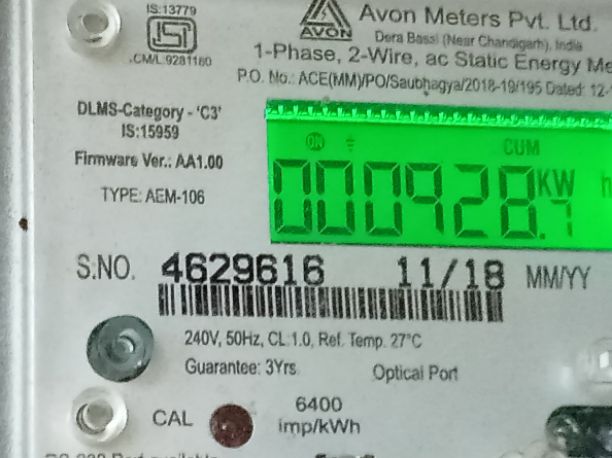 IS:13779
ISI
CM/L 9281160
AVON
Avon Meters Pvt. Ltd.
Dera Bassi (Near Chandigarh), India
1-Phase, 2-Wire, ac Static Energy Me
P.O. No.: ACE(MM)/PO/Saubhagya/2018-19/195 Dated: 12-1
DLMS-Category - 'C3'
IS:15959
Firmware Ver.: AA1.00
TYPE: AEM-106
ON
CUM
000928.7 KW h
S.NO. 4629616 11/18 MM/YY
240V, 50Hz, CL.1.0, Ref. Temp. 27°C
Guarantee: 3Yrs.
Optical Port
CAL
6400
imp/kWh